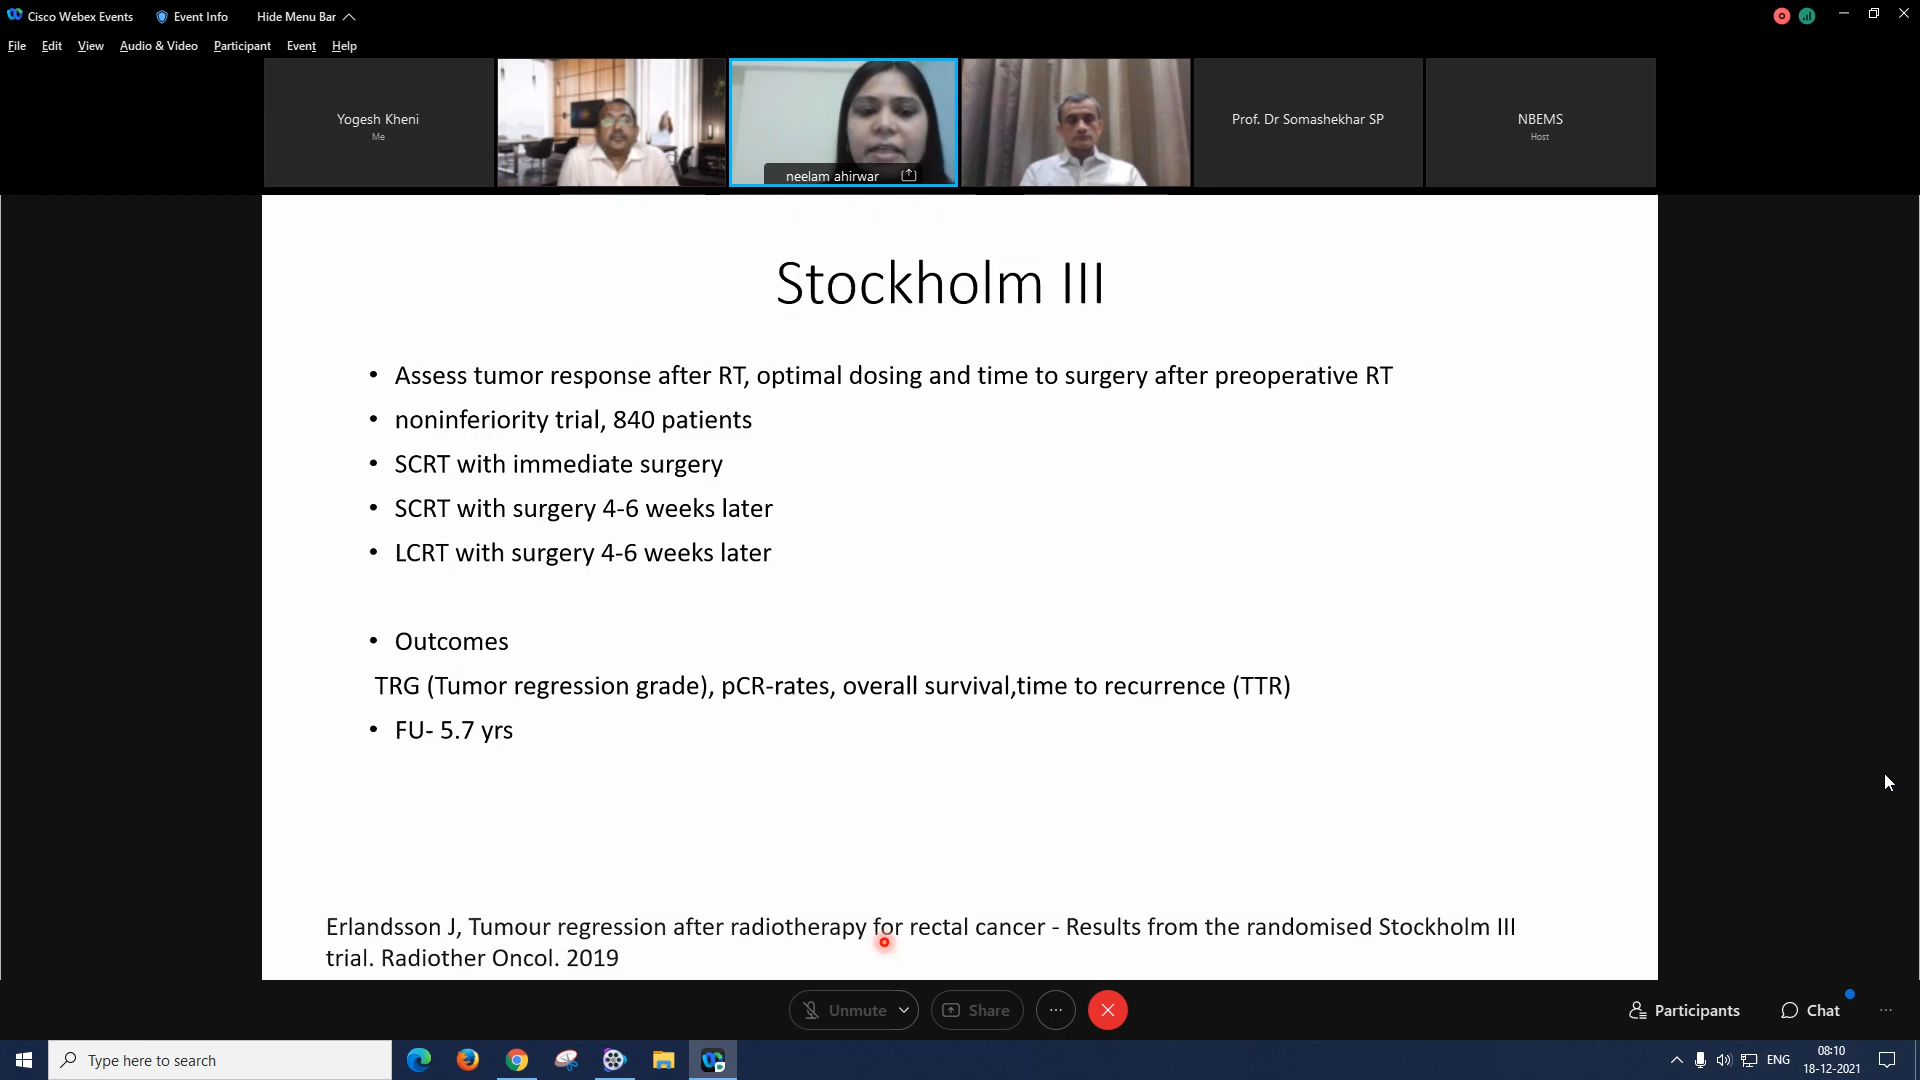 Cisco Webex Events Event Info Hide Menu Bar
File Edit View Audio & Video Participant Event Help
Yogesh Kheni
Me
neelam ahirwar
Prof. Dr Somashekhar SP
NBEMS
Host
Stockholm III
• Assess tumor response after RT, optimal dosing and time to surgery after preoperative RT
• noninferiority trial, 840 patients
• SCRT with immediate surgery
• SCRT with surgery 4-6 weeks later
• LCRT with surgery 4-6 weeks later
• Outcomes
TRG (Tumor regression grade), pCR-rates, overall survival,time to recurrence (TTR)
• FU- 5.7 yrs
Erlandsson J, Tumour regression after radiotherapy for rectal cancer - Results from the randomised Stockholm III
trial. Radiother Oncol. 2019
Unmute Share Participants Chat
Type here to search
ENG
08:10
18-12-2021